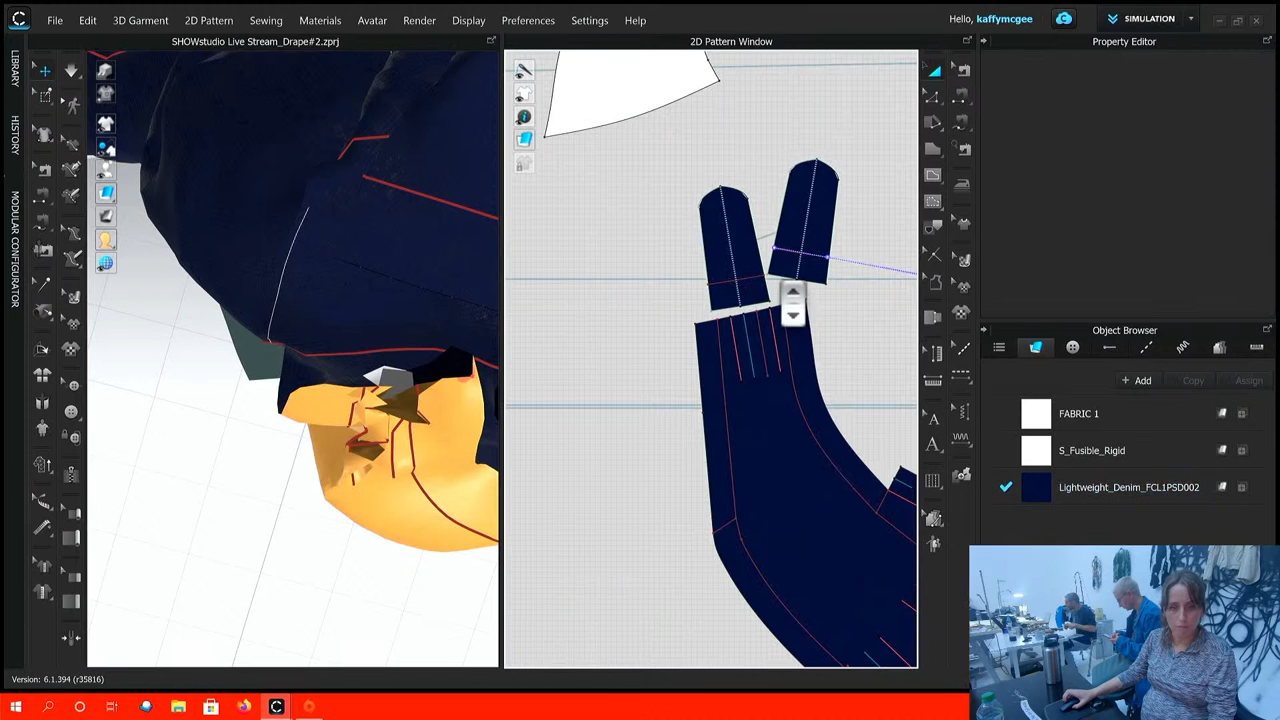 File Edit 3D Garment 2D Pattern Sewing Materials Avatar Render Display Preferences Settings Help
Hello, kaffymcgee
SIMULATION
SHOWstudio Live Stream_Drape#2.zprj
2D Pattern Window
Property Editor
LIBRARY
HISTORY
MODULAR CONFIGURATOR
Object Browser
+ Add
Copy
Assign
FABRIC 1
S_Fusible_Rigid
Lightweight_Denim_FCL1PSD002
Version: 6.1.394 (r35816)